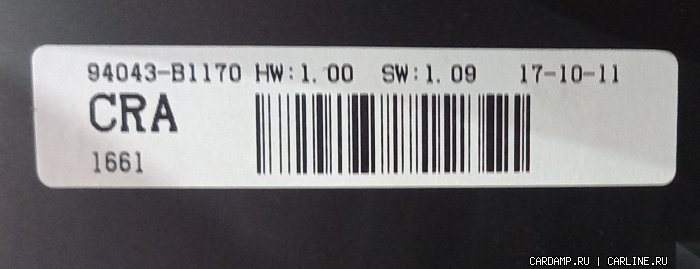 94043-B1170 HW:1.00 SW:1.09 17-10-11
CRA
1661
CARDAMP.RU | CARLINE.RU